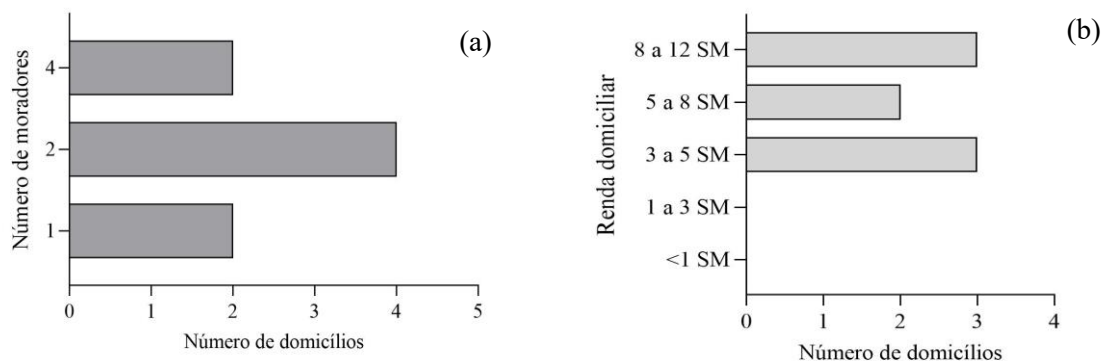 (a)
Número de moradores
4
2
1
0 1 2 3 4 5
Número de domicílios
(b)
Renda domiciliar
8 a 12 SM
5 a 8 SM
3 a 5 SM
1 a 3 SM
<1 SM
0 1 2 3 4
Número de domicílios